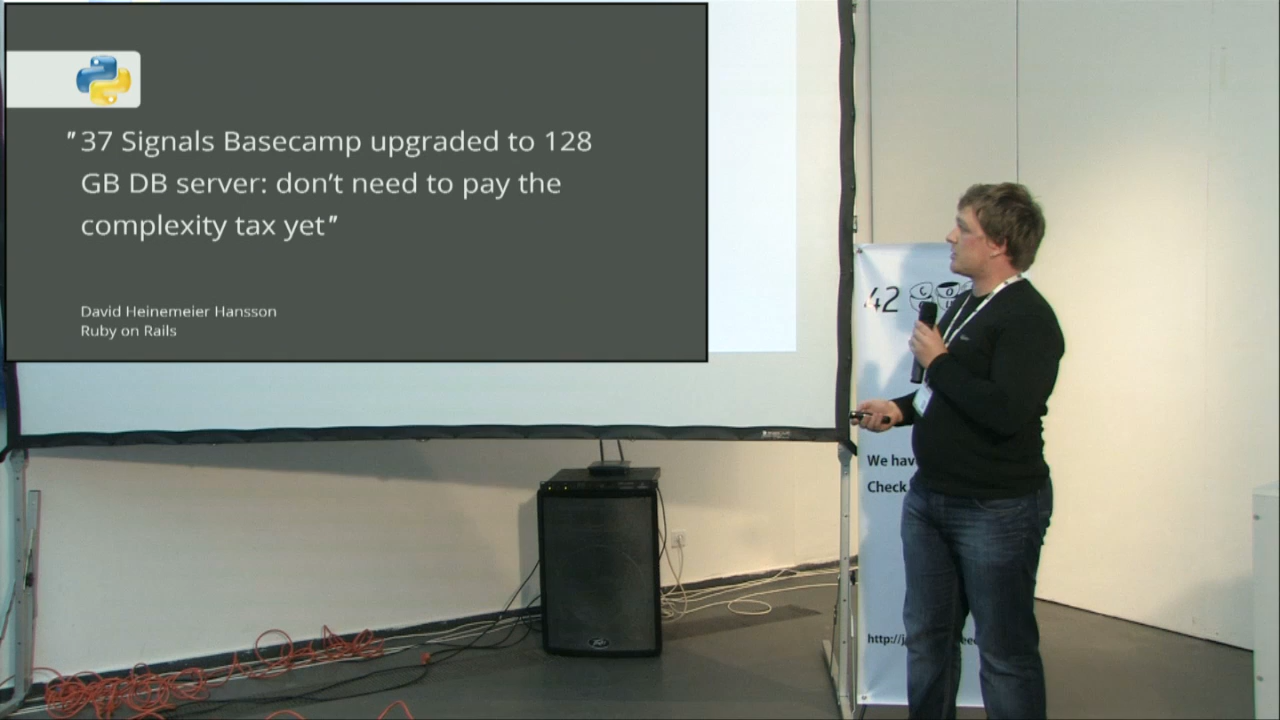 "37 Signals Basecamp upgraded to 128
GB DB server: don't need to pay the
complexity tax yet"
David Heinemeier Hansson
Ruby on Rails
42
We hav
Check
http://j